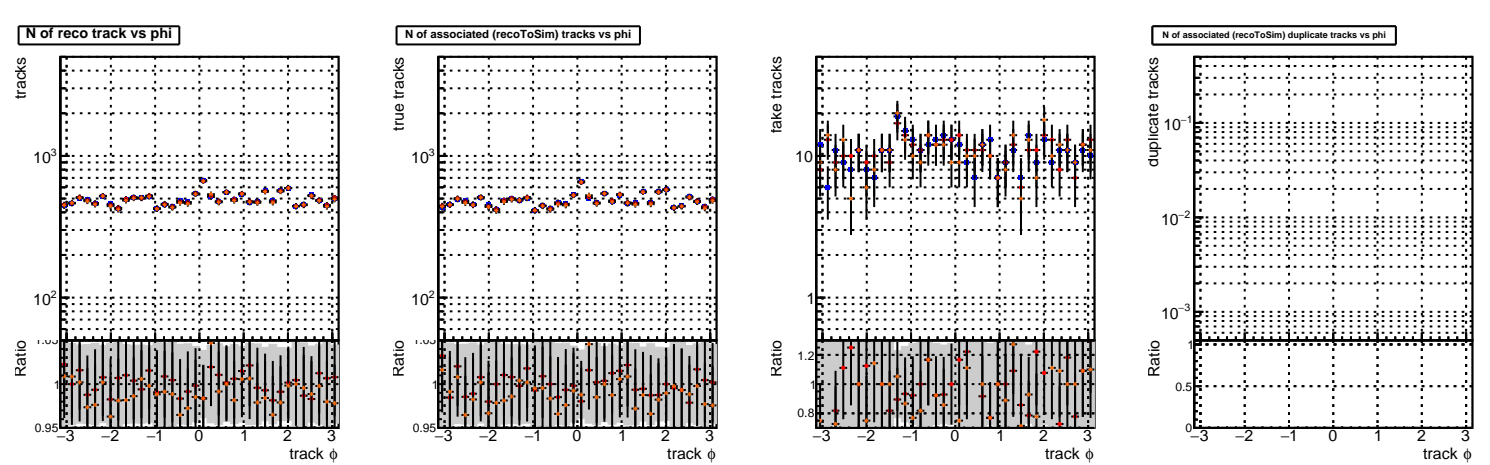 N of reco track vs phi
tracks
10³
10²
Ratio
1.05
1
0.95
−3 −2 −1 0 1 2 3
track ϕ
N of associated (recoToSim) tracks vs phi
true tracks
10³
10²
Ratio
1.05
1
0.95
−3 −2 −1 0 1 2 3
track ϕ
fake tracks
10
1
Ratio
1.2
1
0.8
−3 −2 −1 0 1 2 3
track ϕ
N of associated (recoToSim) duplicate tracks vs phi
duplicate tracks
10⁻¹
10⁻²
10⁻³
Ratio
1
0.5
0
−3 −2 −1 0 1 2 3
track ϕ